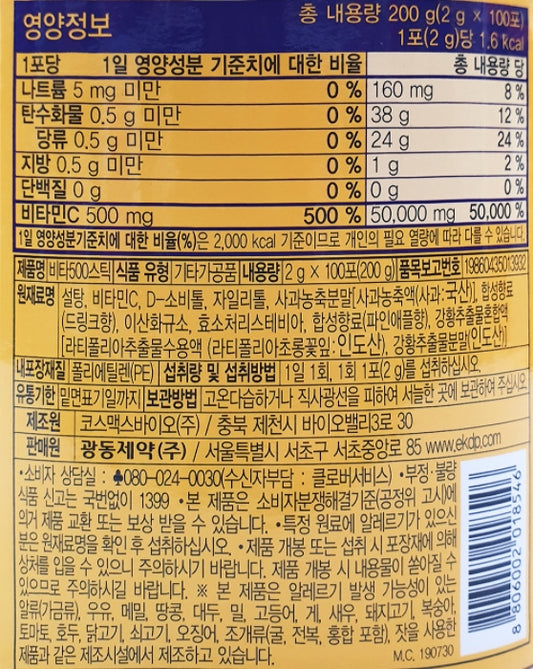 영양정보
총 내용량 200 g(2 g × 100포)
1포(2 g)당 1.6 kcal
1포당 1일 영양성분 기준치에 대한 비율 총 내용량 당
나트륨 5 mg 미만 0 % 160 mg 8 %
탄수화물 0.5 g 미만 0 % 38 g 12 %
당류 0.5 g 미만 0 % 24 g 24 %
지방 0.5 g 미만 0 % 1 g 2 %
단백질 0 g 0 % 0 g 0 %
비타민C 500 mg 500 % 50,000 mg 50,000 %
1일 영양성분기준치에 대한 비율(%)은 2,000 kcal 기준이므로 개인의 필요 열량에 따라 다를 수 있습니다.
제품명 비타500스틱 식품 유형 기타가공품 내용량 2 g × 100포(200 g) 품목보고번호 19860435013932
원재료명 설탕, 비타민C, D-소비톨, 자일리톨, 사과농축분말[사과농축액(사과:국산)], 합성향료
(드링크향), 이산화규소, 효소처리스테비아, 합성향료(파인애플향), 강황추출물혼합액
[라티폴리아추출물수용액 (라티폴리아초롱꽃잎:인도산), 강황추출물분말(인도산)]
내포장재질 폴리에틸렌(PE) 섭취량 및 섭취방법 1일 1회, 1회 1포(2 g)를 섭취하십시오.
유통기한 밑면표기일까지 보관방법 고온다습하거나 직사광선을 피하여 서늘한 곳에 보관하여 주십시오
제조원 코스맥스바이오(주) / 충북 제천시 바이오밸리3로 30
판매원 광동제약(주) / 서울특별시 서초구 서초중앙로 85 www.ekdp.com
•소비자 상담실 : ♣080-024-0030(수신자부담 : 클로버서비스) •부정·불량
식품 신고는 국번없이 1399 •본 제품은 소비자분쟁해결기준(공정위 고시)에
의거 제품 교환 또는 보상 받을 수 있습니다. •특정 원료에 알레르기가 있으신
분은 원재료명을 확인 후 섭취하십시오. •제품 개봉 또는 섭취 시 포장재에 의해
상처를 입을 수 있으니 주의하시기 바랍니다. 제품 개봉 시 내용물이 쏟아질 수
있으므로 주의하시길 바랍니다. ※ 본 제품은 알레르기 발생 가능성이 있는
알류(가금류), 우유, 메밀, 땅콩, 대두, 밀, 고등어, 게, 새우, 돼지고기, 복숭아,
토마토, 호두, 닭고기, 쇠고기, 오징어, 조개류(굴, 전복, 홍합 포함), 잣을 사용한
제품과 같은 제조시설에서 제조하고 있습니다.
M.C. 190730
8 806002 018546